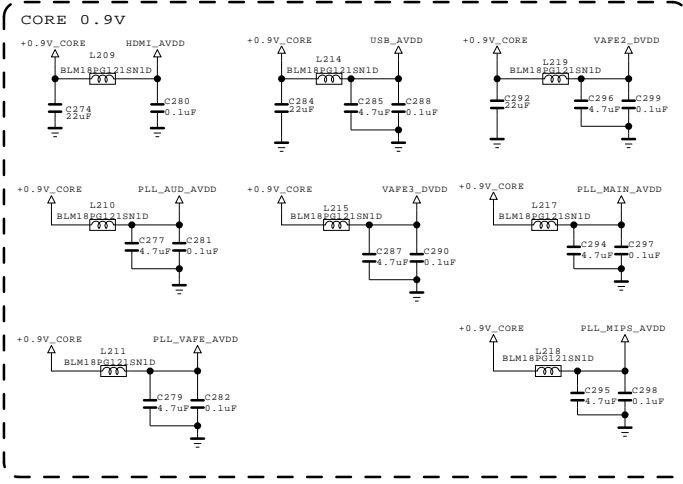 CORE 0.9V
+0.9V_CORE HDMI_AVDD
L209
BLM18PG121SN1D
C274
22uF
C280
0.1uF
+0.9V_CORE USB_AVDD
L214
BLM18PG121SN1D
C284
22uF
C285
4.7uF
C288
0.1uF
+0.9V_CORE VAFE2_DVDD
L219
BLM18PG121SN1D
C292
22uF
C296
4.7uF
C299
0.1uF
+0.9V_CORE PLL_AUD_AVDD
L210
BLM18PG121SN1D
C277
4.7uF
C281
0.1uF
+0.9V_CORE VAFE3_DVDD
L215
BLM18PG121SN1D
C287
4.7uF
C290
0.1uF
+0.9V_CORE PLL_MAIN_AVDD
L217
BLM18PG121SN1D
C294
4.7uF
C297
0.1uF
+0.9V_CORE PLL_VAFE_AVDD
L211
BLM18PG121SN1D
C279
4.7uF
C282
0.1uF
+0.9V_CORE PLL_MIPS_AVDD
L218
BLM18PG121SN1D
C295
4.7uF
C298
0.1uF